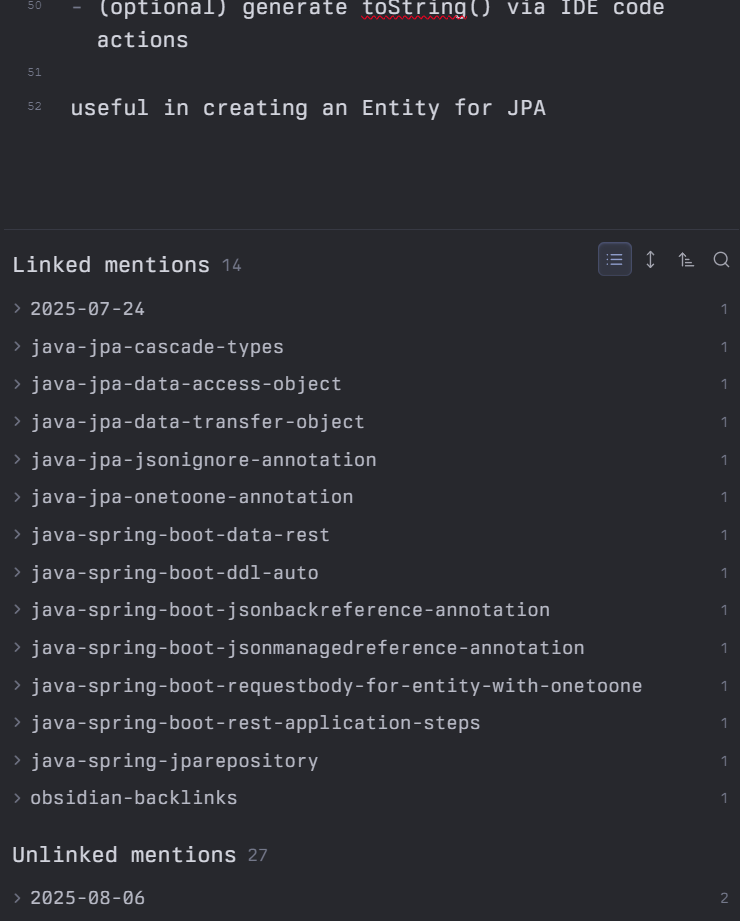 50 - (optional) generate toString() via IDE code
actions
51
52 useful in creating an Entity for JPA
Linked mentions 14
2025-07-24 1
java-jpa-cascade-types 1
java-jpa-data-access-object 1
java-jpa-data-transfer-object 1
java-jpa-jsonignore-annotation 1
java-jpa-onetoone-annotation 1
java-spring-boot-data-rest 1
java-spring-boot-ddl-auto 1
java-spring-boot-jsonbackreference-annotation 1
java-spring-boot-jsonmanagedreference-annotation 1
java-spring-boot-requestbody-for-entity-with-onetoone 1
java-spring-boot-rest-application-steps 1
java-spring-jparepository 1
obsidian-backlinks 1
Unlinked mentions 27
2025-08-06 2